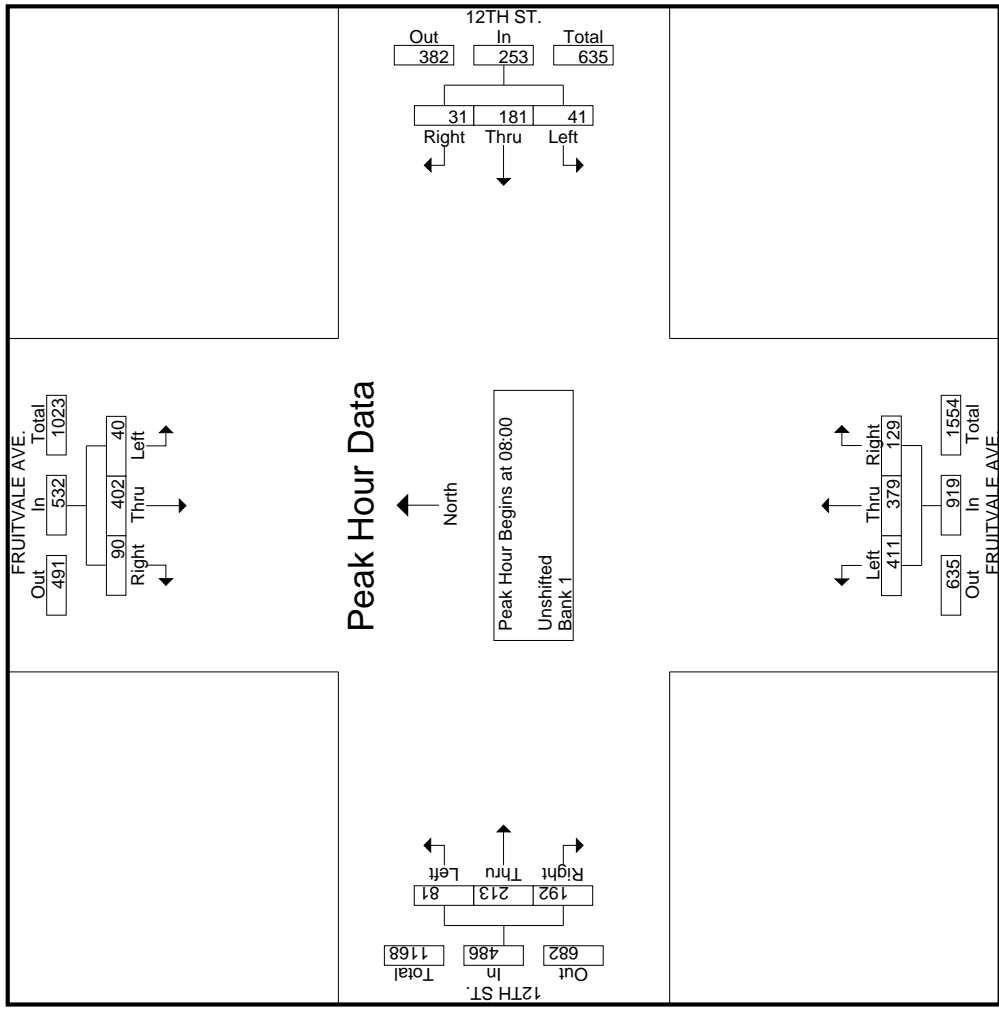 12TH ST.
Out In Total
382 253 635
31 181 41
Right Thru Left
FRUITVALE AVE.
Out In Total
491 532 1023
90 402 40
Right Thru Left
Peak Hour Data
North
Peak Hour Begins at 08:00
Unshifted
Bank 1
Left Thru Right
411 379 129
635 919 1554
Out In Total
FRUITVALE AVE.
Left Thru Right
81 213 192
1168 486 682
Total In Out
12TH ST.